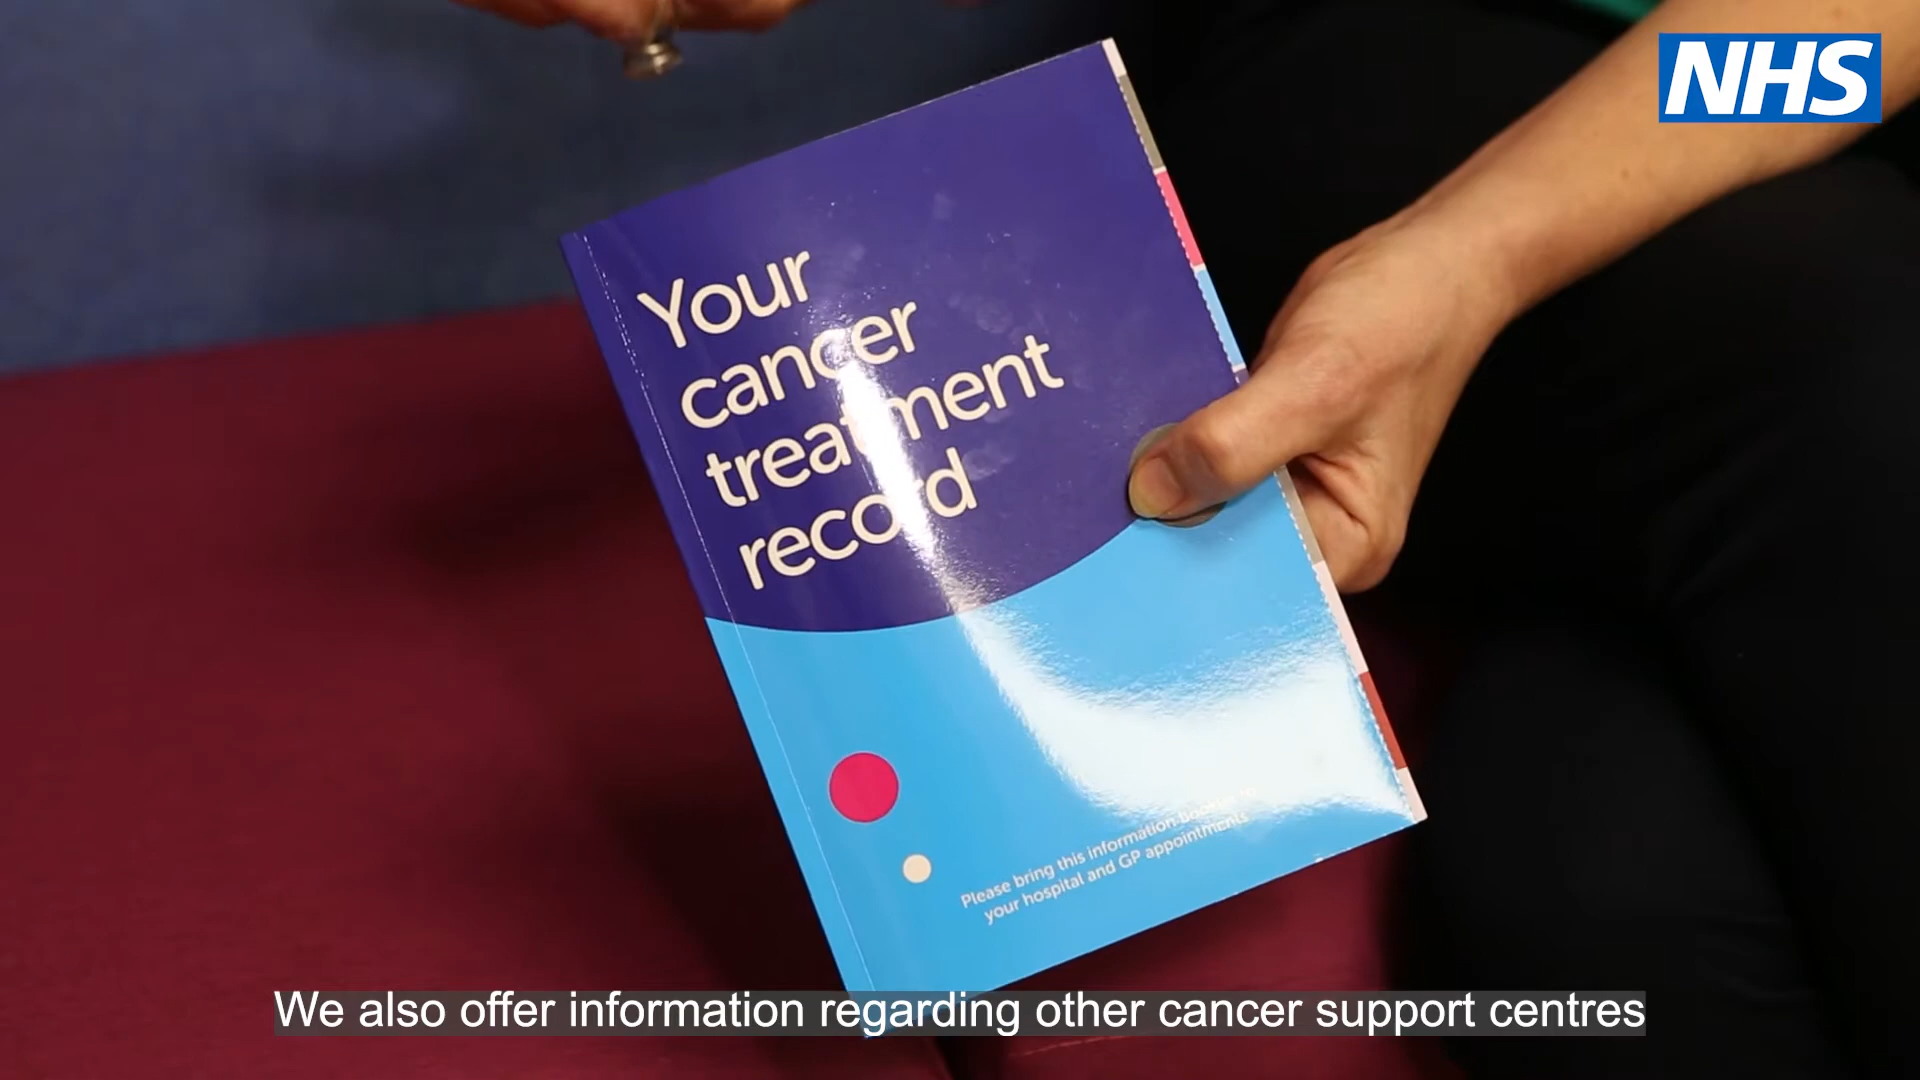 NHS
Your
cancer
treatment
record
Please bring this information booklet to
your hospital and GP appointments
We also offer information regarding other cancer support centres